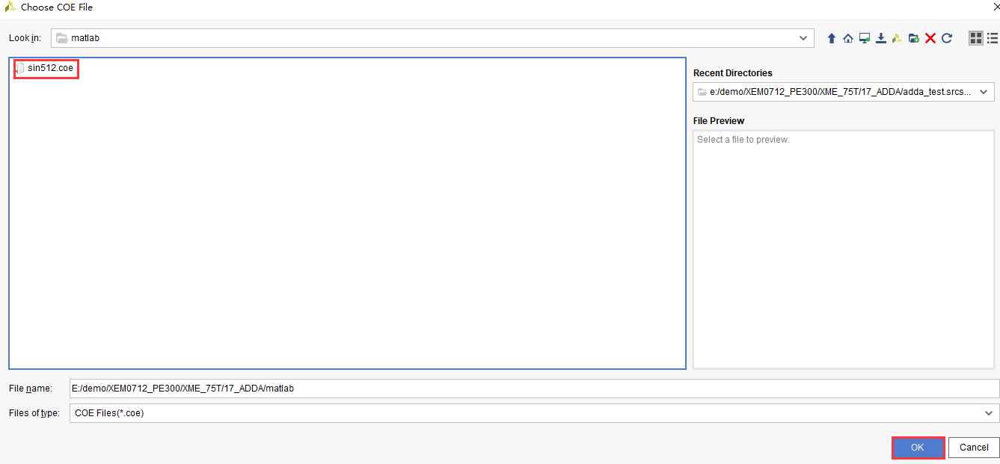 Choose COE File
Look in: matlab
sin512.coe
Recent Directories
e:/demo/XEM0712_PE300/XME_75T/17_ADDA/adda_test.srcs...
File Preview
Select a file to preview.
File name: E:/demo/XEM0712_PE300/XME_75T/17_ADDA/matlab
Files of type: COE Files(*.coe)
OK Cancel